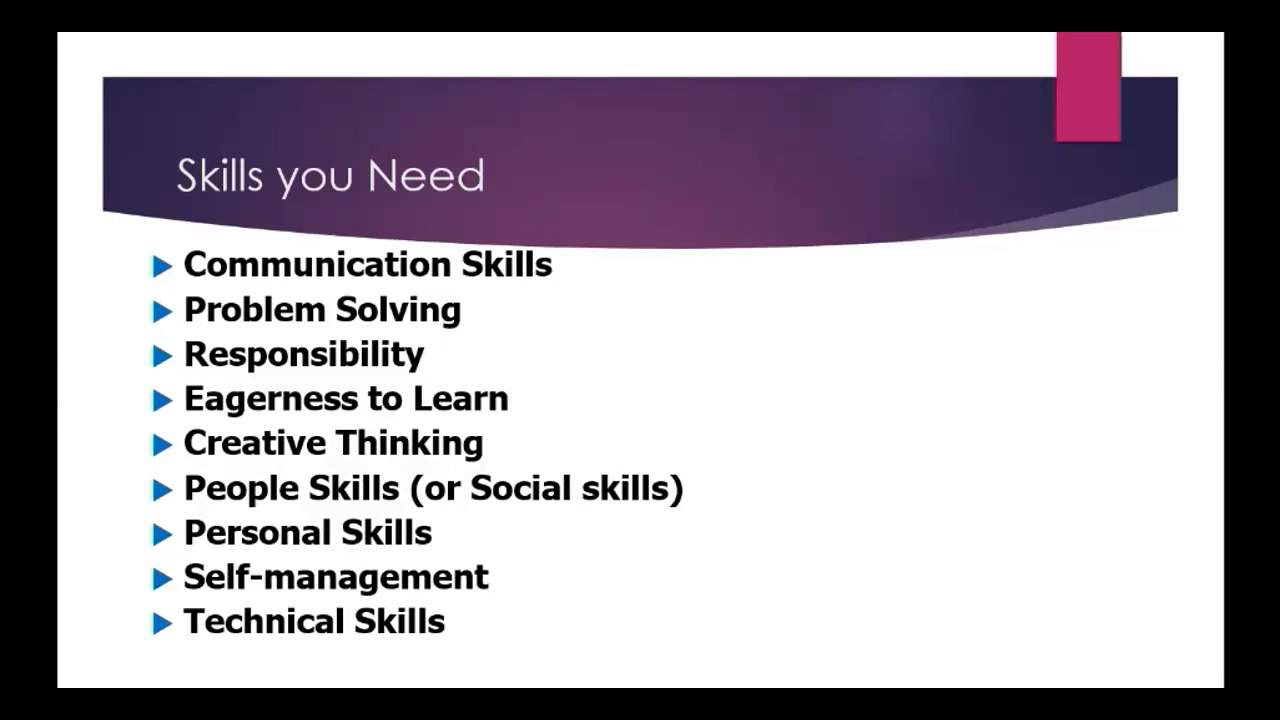 Skills you Need
Communication Skills
Problem Solving
Responsibility
Eagerness to Learn
Creative Thinking
People Skills (or Social skills)
Personal Skills
Self-management
Technical Skills